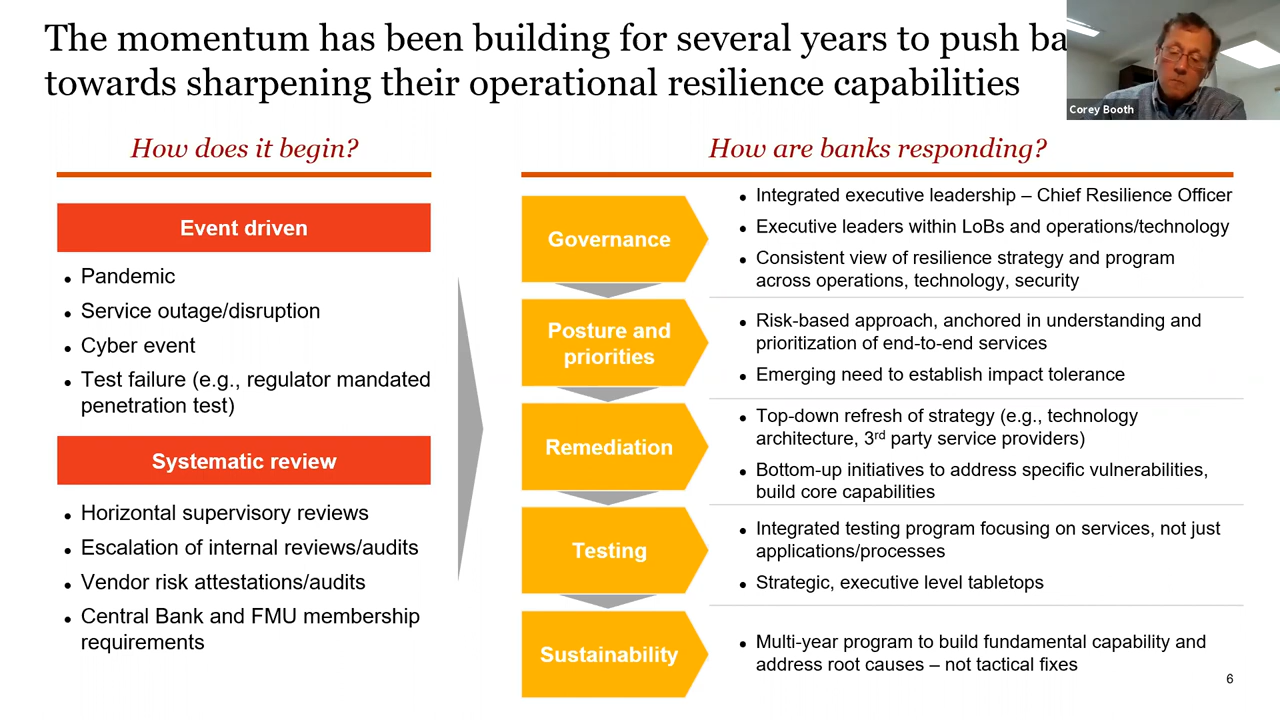 The momentum has been building for several years to push
towards sharpening their operational resilience capabilities
Corey Booth
How does it begin?
Event driven
• Pandemic
• Service outage/disruption
• Cyber event
• Test failure (e.g., regulator mandated
penetration test)
Systematic review
• Horizontal supervisory reviews
• Escalation of internal reviews/audits
• Vendor risk attestations/audits
• Central Bank and FMU membership
requirements
How are banks responding?
Governance
• Integrated executive leadership – Chief Resilience Officer
• Executive leaders within LoBs and operations/technology
• Consistent view of resilience strategy and program
across operations, technology, security
Posture and
priorities
• Risk-based approach, anchored in understanding and
prioritization of end-to-end services
• Emerging need to establish impact tolerance
Remediation
• Top-down refresh of strategy (e.g., technology
architecture, 3rd party service providers)
• Bottom-up initiatives to address specific vulnerabilities,
build core capabilities
Testing
• Integrated testing program focusing on services, not just
applications/processes
• Strategic, executive level tabletops
Sustainability
• Multi-year program to build fundamental capability and
address root causes – not tactical fixes
6